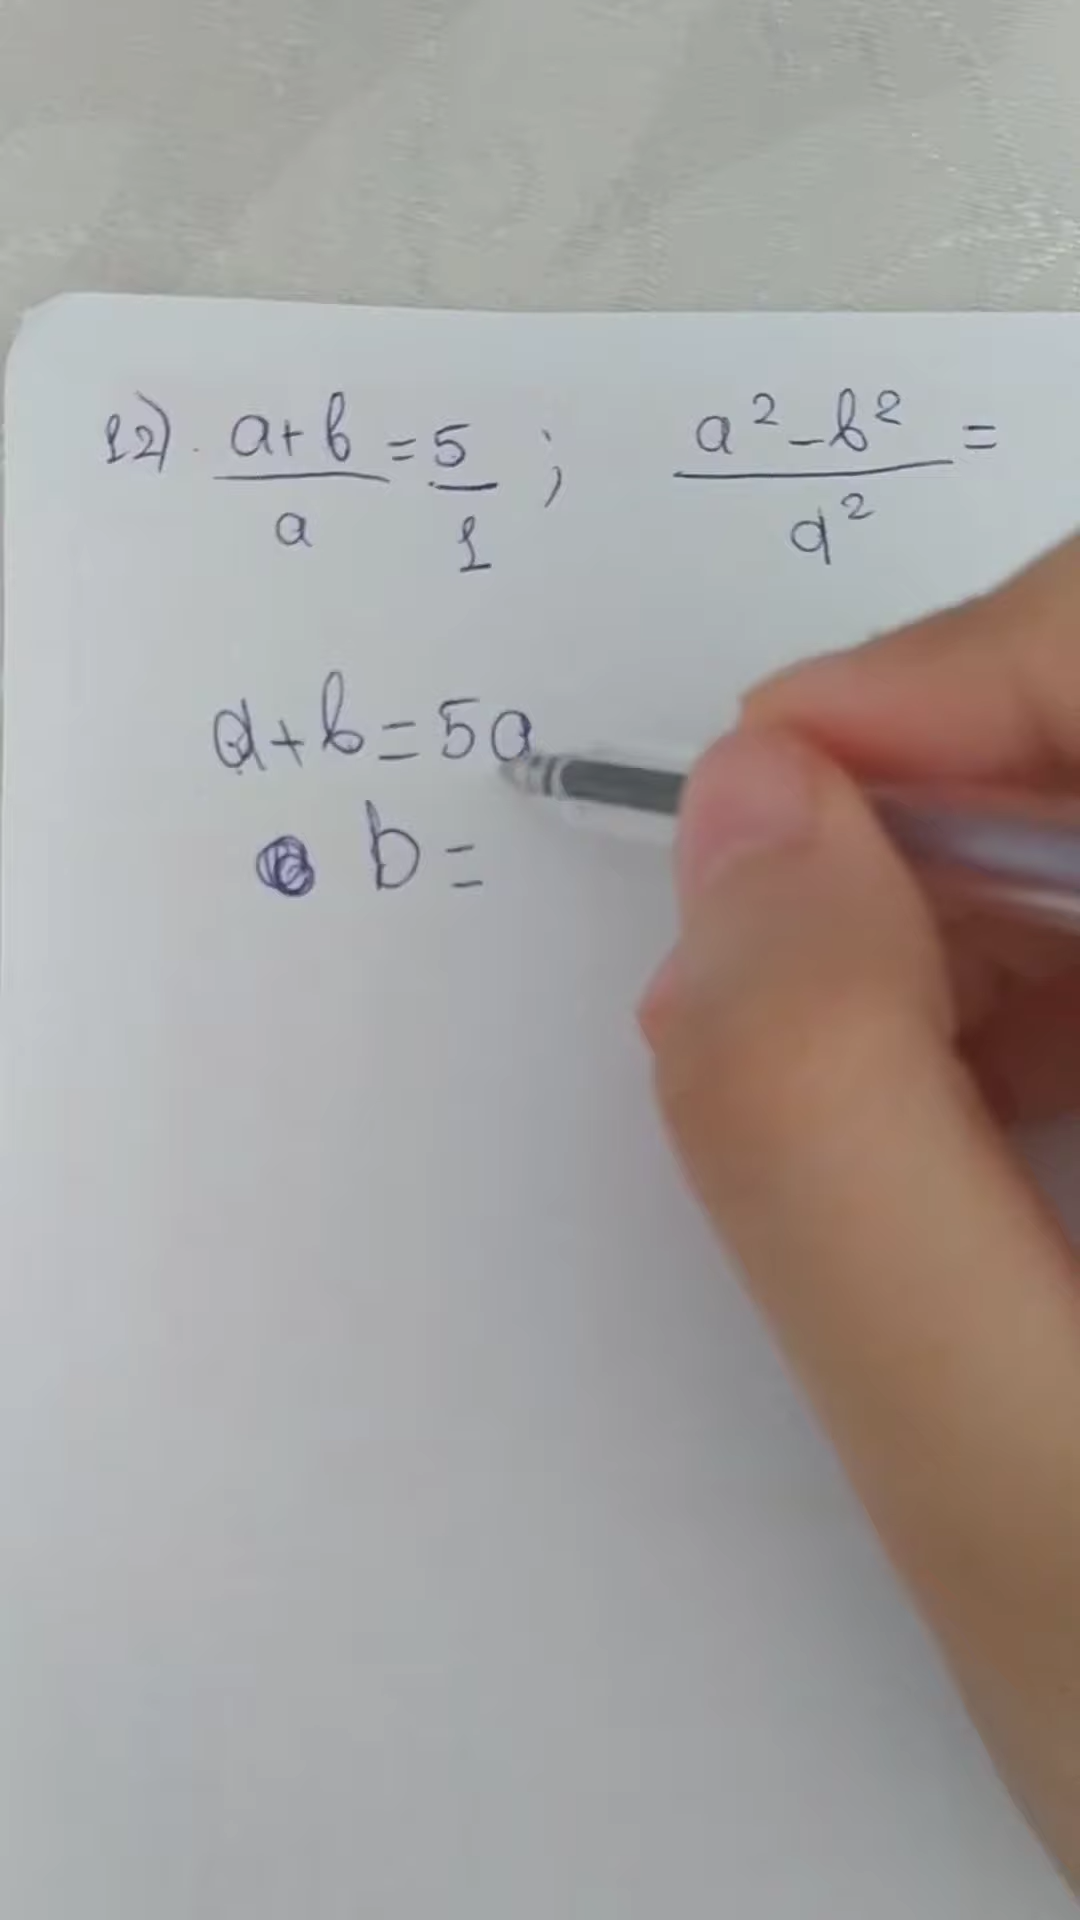 12). a+b/a = 5/1 ; a²-b²/a² =
a+b=5a
b=